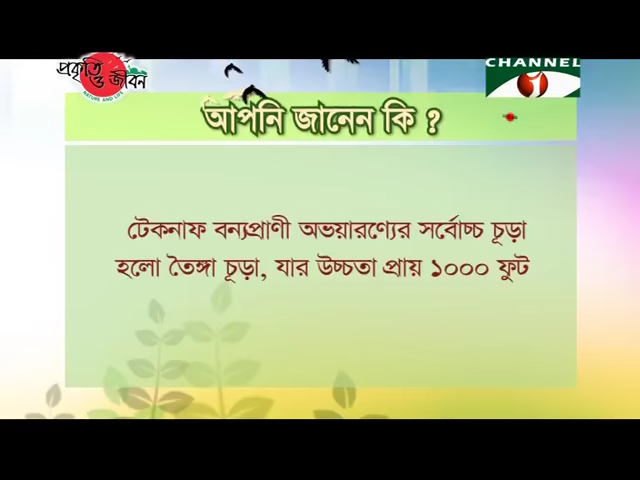 প্রকৃতি ও জীবন
NATURE AND LIFE
CHANNEL
i
আপনি জানেন কি ?
টেকনাফ বন্যপ্রাণী অভয়ারণ্যের সর্বোচ্চ চূড়া
হলো তৈঙ্গা চূড়া, যার উচ্চতা প্রায় ১০০০ ফুট